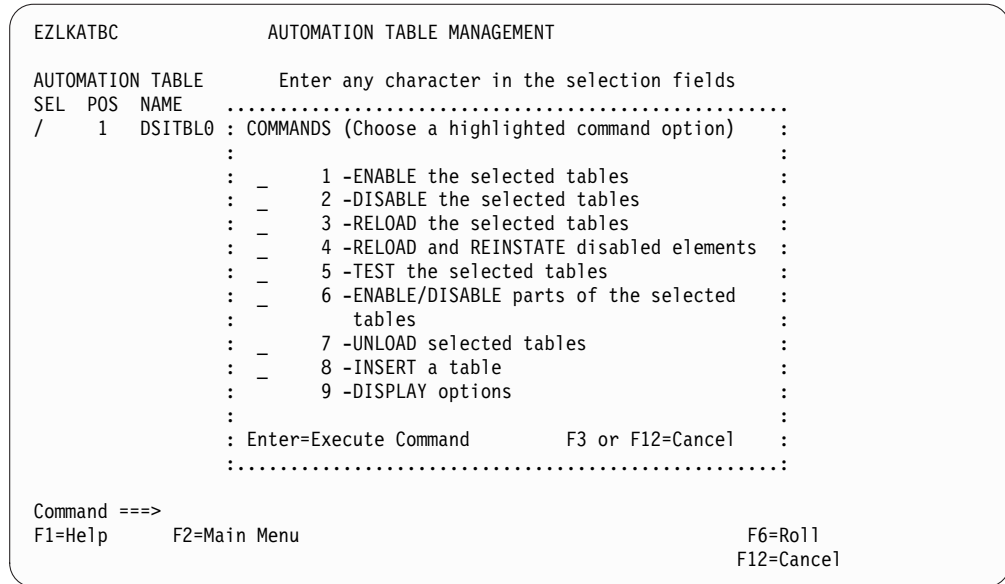 EZLKATBC AUTOMATION TABLE MANAGEMENT
AUTOMATION TABLE Enter any character in the selection fields
SEL POS NAME ......................................................
/ 1 DSITBL0 : COMMANDS (Choose a highlighted command option) :
: :
: _ 1 -ENABLE the selected tables :
: _ 2 -DISABLE the selected tables :
: _ 3 -RELOAD the selected tables :
: _ 4 -RELOAD and REINSTATE disabled elements :
: _ 5 -TEST the selected tables :
: _ 6 -ENABLE/DISABLE parts of the selected :
: tables :
: _ 7 -UNLOAD selected tables :
: _ 8 -INSERT a table :
: 9 -DISPLAY options :
: :
: Enter=Execute Command F3 or F12=Cancel :
:....................................................:
Command ===>
F1=Help F2=Main Menu F6=Roll
F12=Cancel